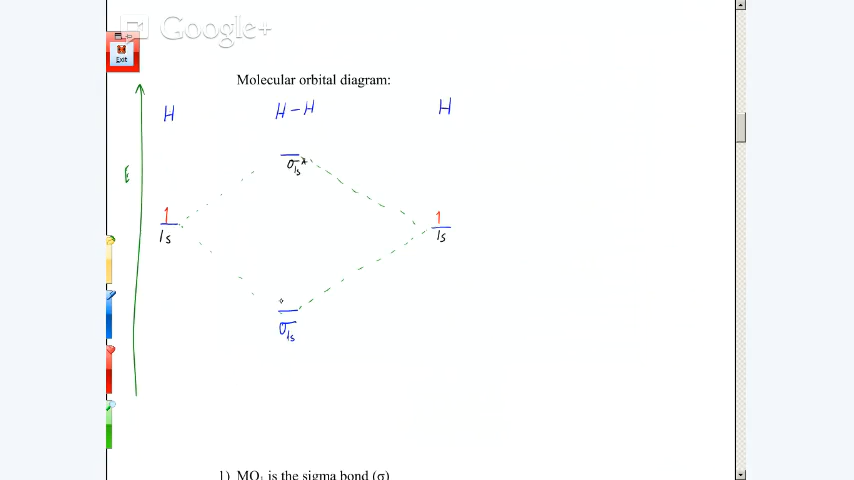 Google+
Exit
Molecular orbital diagram:
H H-H H
E
σ1s*
1 1
1s 1s
σ1s
1) MO1 is the sigma bond (σ)